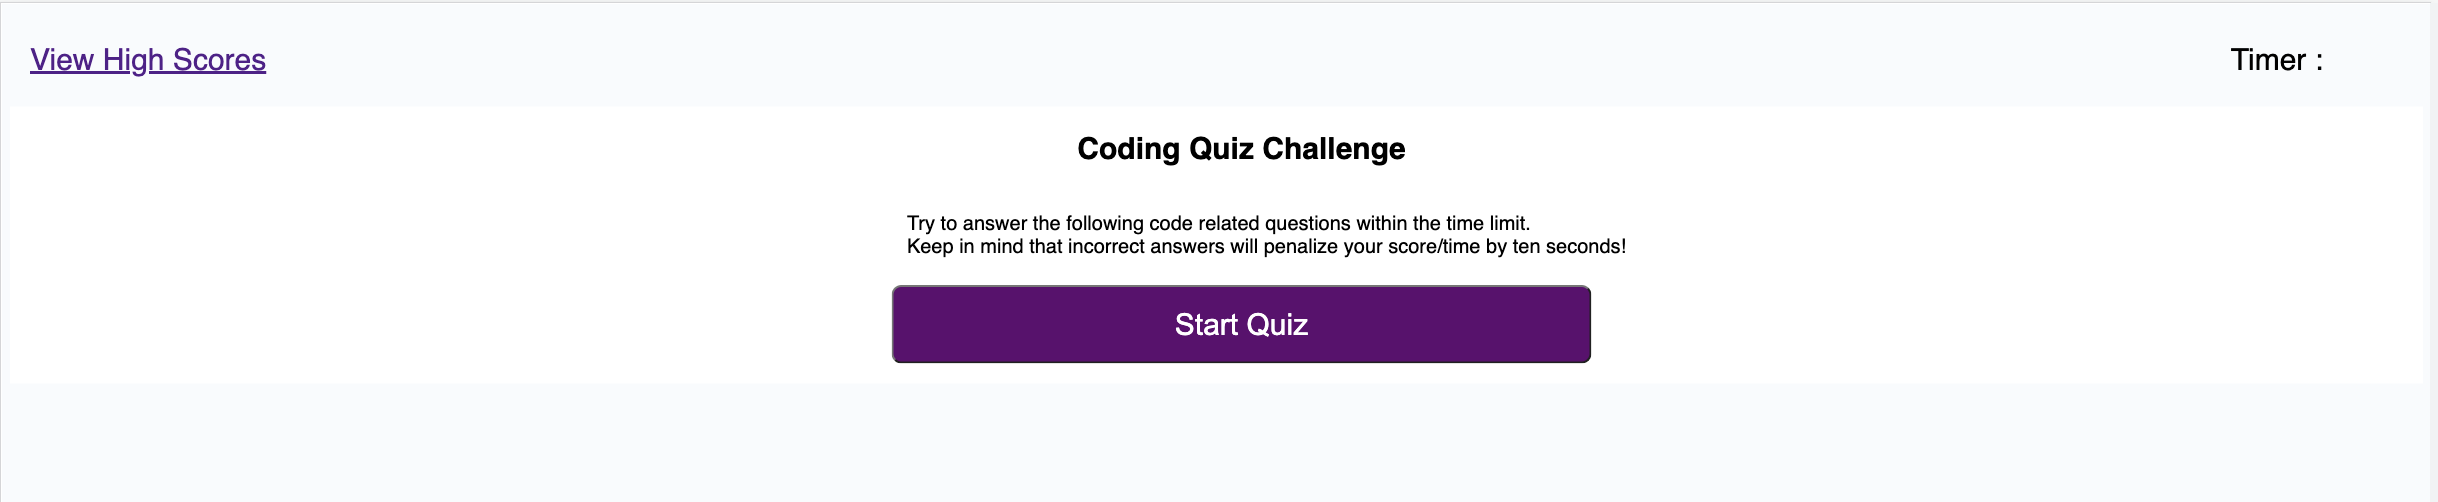 View High Scores
Timer :
Coding Quiz Challenge
Try to answer the following code related questions within the time limit.
Keep in mind that incorrect answers will penalize your score/time by ten seconds!
Start Quiz